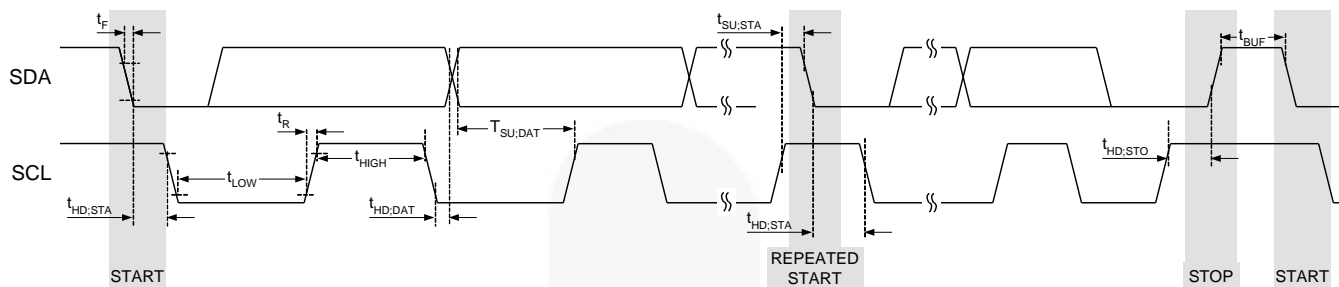 tF
tSU;STA
tBUF
SDA
tR
TSU;DAT
tHIGH
tHD;STO
SCL
tLOW
tHD;STA
tHD;DAT
tHD;STA
START
REPEATED
START
STOP
START